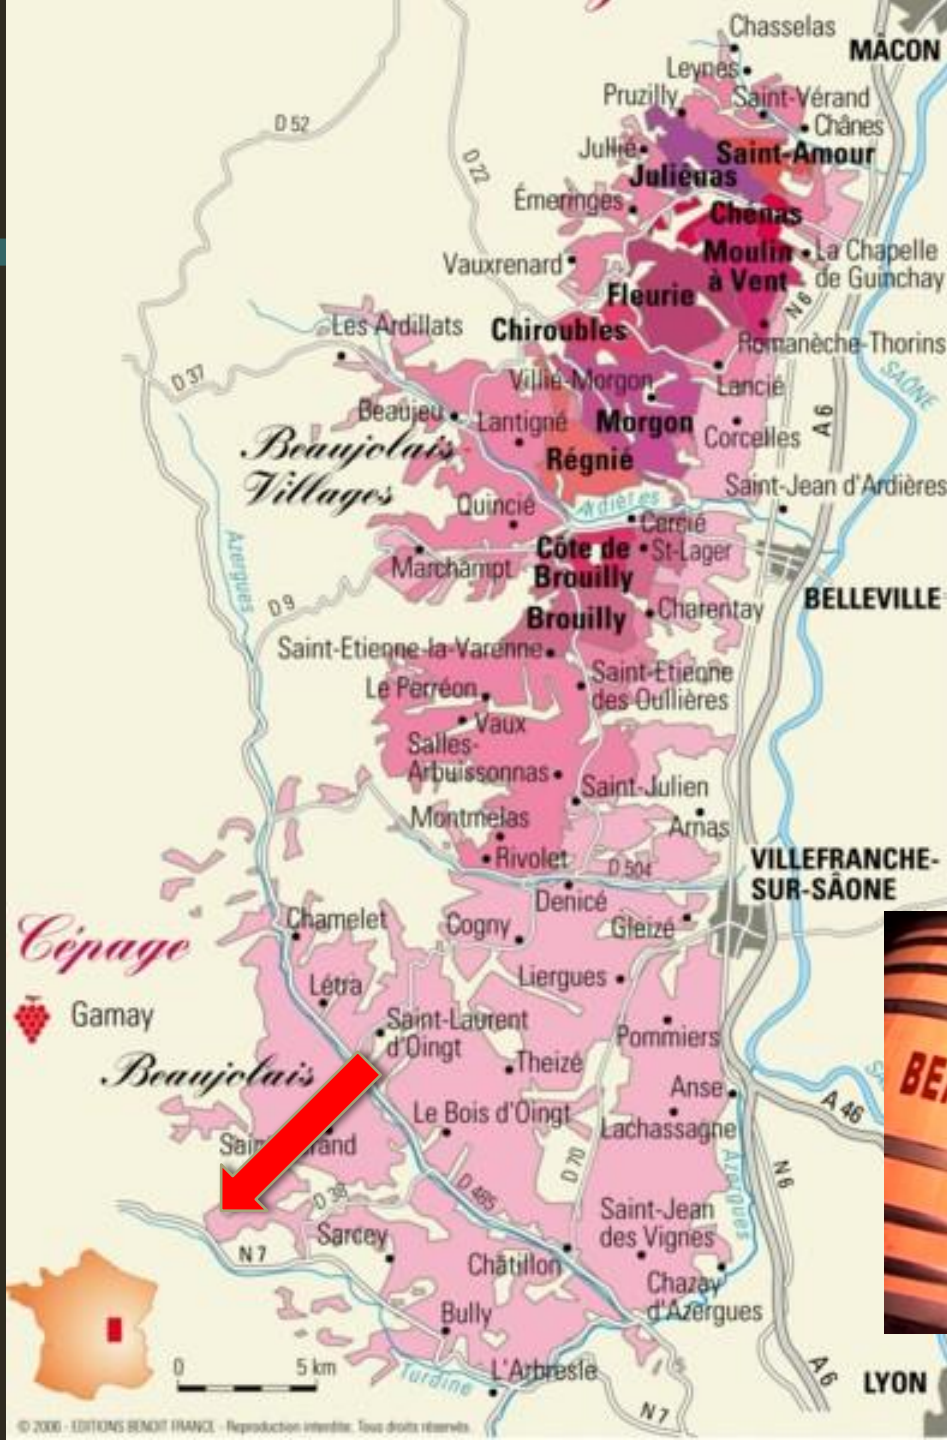 Chasselas
MÂCON
Leynes
Pruzilly
Saint-Vérand
Chânes
D 52
Jullié
Saint-Amour
D 22
Juliénas
Émeringes
Chénas
Vauxrenard
Moulin
à Vent
La Chapelle
de Guinchay
Fleurie
N 6
Les Ardillats
Chiroubles
Romanèche-Thorins
SAÔNE
D 37
Villié-Morgon
Lancié
Beaujeu
Lantigné
Morgon
Corcelles
A 6
Beaujolais
Villages
Régnié
Saint-Jean d'Ardières
Quincié
Ardières
Cercié
Azergues
Marchampt
Côte de
Brouilly
St-Lager
D 9
BELLEVILLE
Brouilly
Charentay
Saint-Etienne-la-Varenne
Le Perréon
Saint-Etienne
des Oullières
Vaux
Salles-
Arbuissonnas
Saint-Julien
Montmelas
Arnas
Rivolet
D 504
VILLEFRANCHE-
SUR-SÂONE
Denicé
Chamelet
Cogny
Gleizé
Cépage
Gamay
Létra
Liergues
Saint-Laurent
d'Oingt
Pommiers
Theizé
Beaujolais
Anse
A 46
Le Bois d'Oingt
Lachassagne
BE
D 70
Azergues
N 6
D 38
D 485
Saint-Jean
des Vignes
Sarcey
N 7
Châtillon
Chazay
d'Azergues
Bully
0 5 km
Turdine
L'Arbresle
A 6
LYON
N 7
© 2006 - EDITIONS BENOIT FRANCE - Reproduction interdite. Tous droits réservés